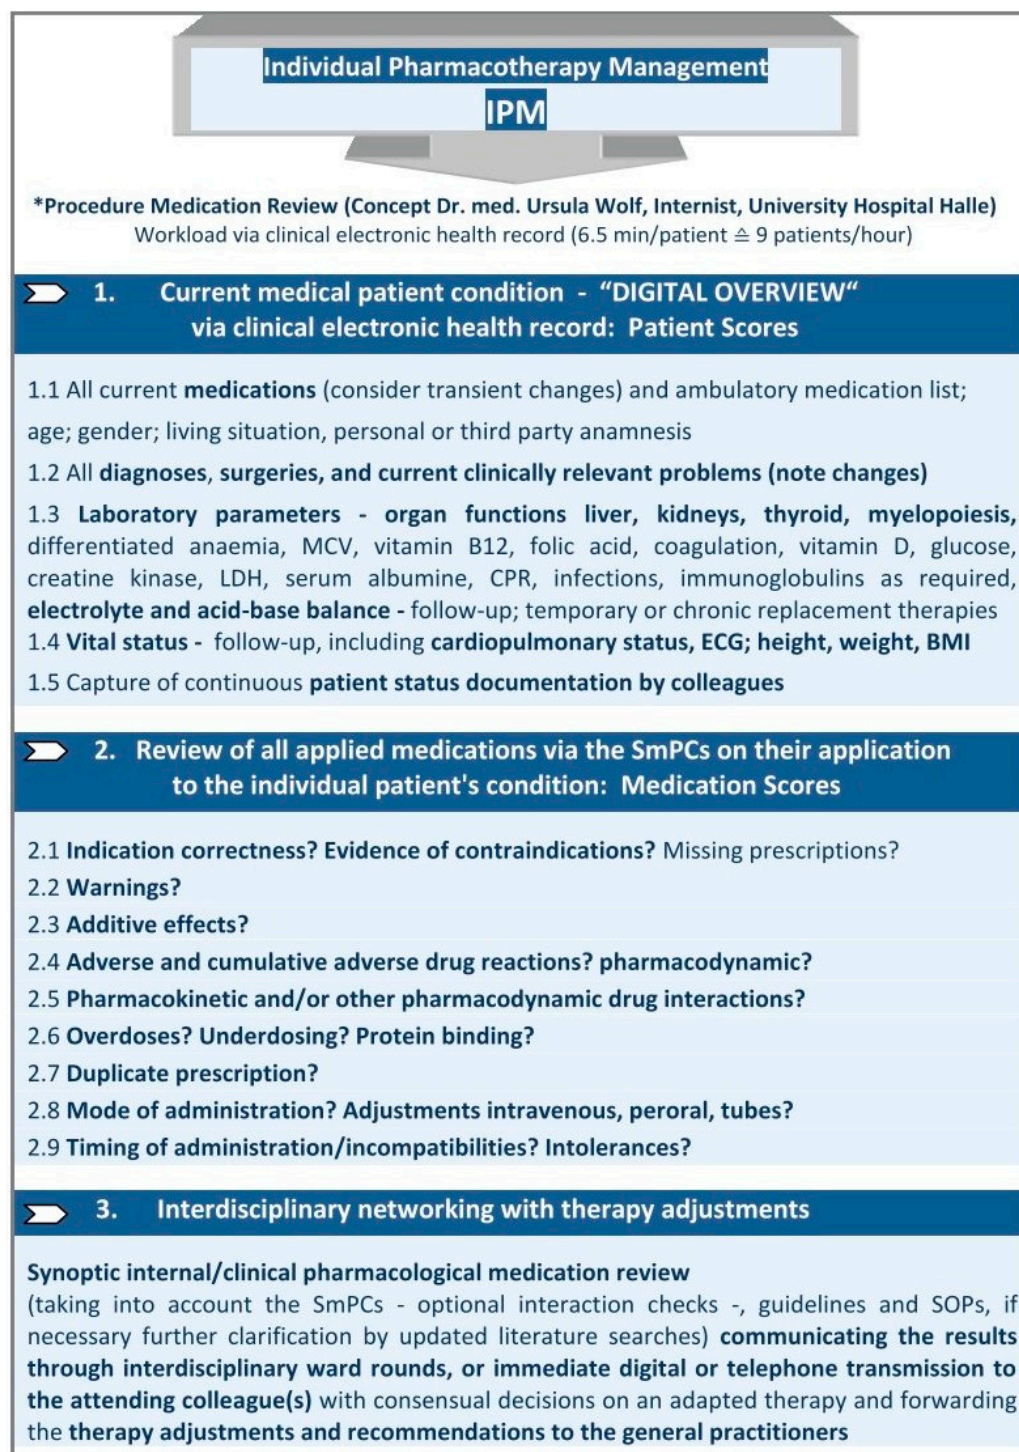 Individual Pharmacotherapy Management
IPM
*Procedure Medication Review (Concept Dr. med. Ursula Wolf, Internist, University Hospital Halle)
Workload via clinical electronic health record (6.5 min/patient ≙ 9 patients/hour)
1. Current medical patient condition - “DIGITAL OVERVIEW“
via clinical electronic health record: Patient Scores
1.1 All current medications (consider transient changes) and ambulatory medication list;
age; gender; living situation, personal or third party anamnesis
1.2 All diagnoses, surgeries, and current clinically relevant problems (note changes)
1.3 Laboratory parameters - organ functions liver, kidneys, thyroid, myelopoiesis,
differentiated anaemia, MCV, vitamin B12, folic acid, coagulation, vitamin D, glucose,
creatine kinase, LDH, serum albumine, CPR, infections, immunoglobulins as required,
electrolyte and acid-base balance - follow-up; temporary or chronic replacement therapies
1.4 Vital status - follow-up, including cardiopulmonary status, ECG; height, weight, BMI
1.5 Capture of continuous patient status documentation by colleagues
2. Review of all applied medications via the SmPCs on their application
to the individual patient's condition: Medication Scores
2.1 Indication correctness? Evidence of contraindications? Missing prescriptions?
2.2 Warnings?
2.3 Additive effects?
2.4 Adverse and cumulative adverse drug reactions? pharmacodynamic?
2.5 Pharmacokinetic and/or other pharmacodynamic drug interactions?
2.6 Overdoses? Underdosing? Protein binding?
2.7 Duplicate prescription?
2.8 Mode of administration? Adjustments intravenous, peroral, tubes?
2.9 Timing of administration/incompatibilities? Intolerances?
3. Interdisciplinary networking with therapy adjustments
Synoptic internal/clinical pharmacological medication review
(taking into account the SmPCs - optional interaction checks -, guidelines and SOPs, if
necessary further clarification by updated literature searches) communicating the results
through interdisciplinary ward rounds, or immediate digital or telephone transmission to
the attending colleague(s) with consensual decisions on an adapted therapy and forwarding
the therapy adjustments and recommendations to the general practitioners